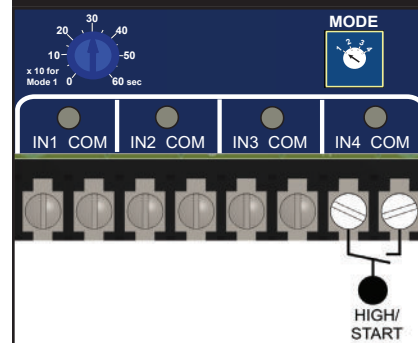 30
20 40
10 50
x 10 for
Mode 1 0 60 sec
MODE
1 2 3 4
IN1 COM IN2 COM IN3 COM IN4 COM
HIGH/
START